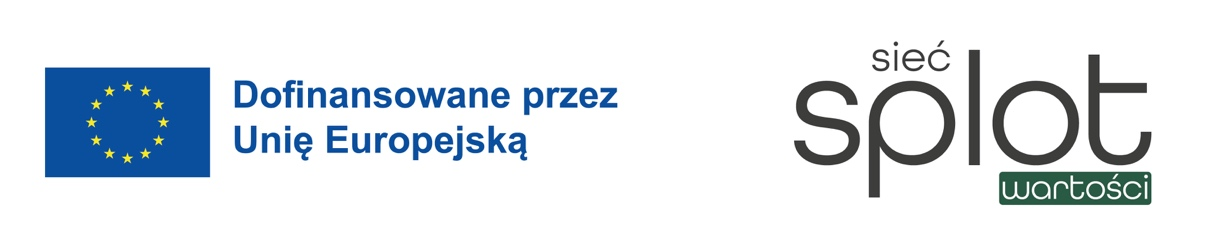 Dofinansowane przez
Unię Europejską
sieć
splot
wartości